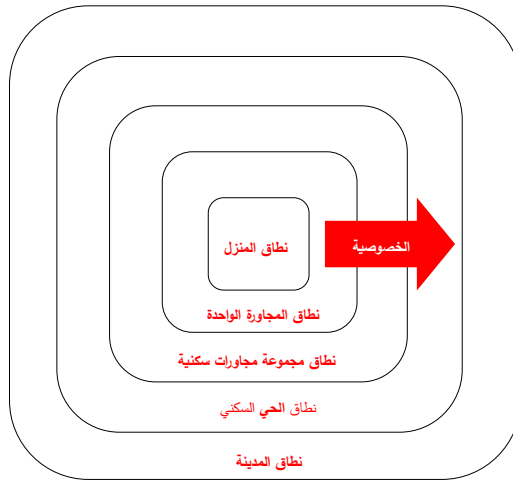 نطاق المنزل
الخصوصية
نطاق المجاورة الواحدة
نطاق مجموعة مجاورات سكنية
نطاق الحي السكني
نطاق المدينة